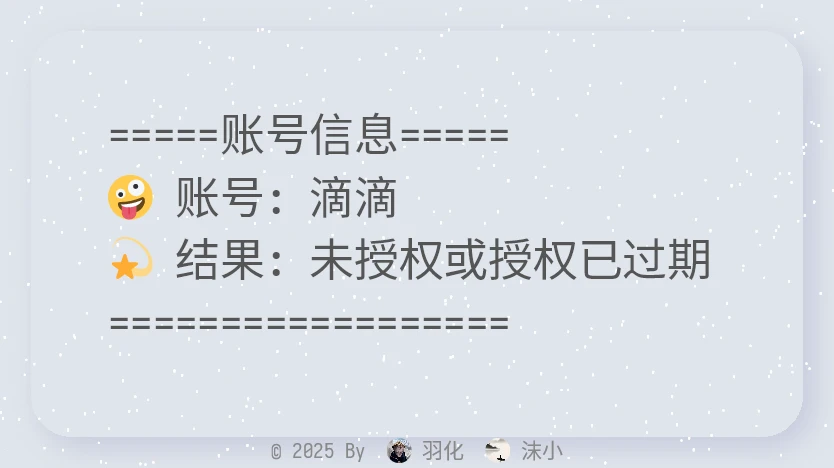 =====账号信息=====
🤪 账号：滴滴
💫 结果：未授权或授权已过期
==================
© 2025 By 羽化 沫小